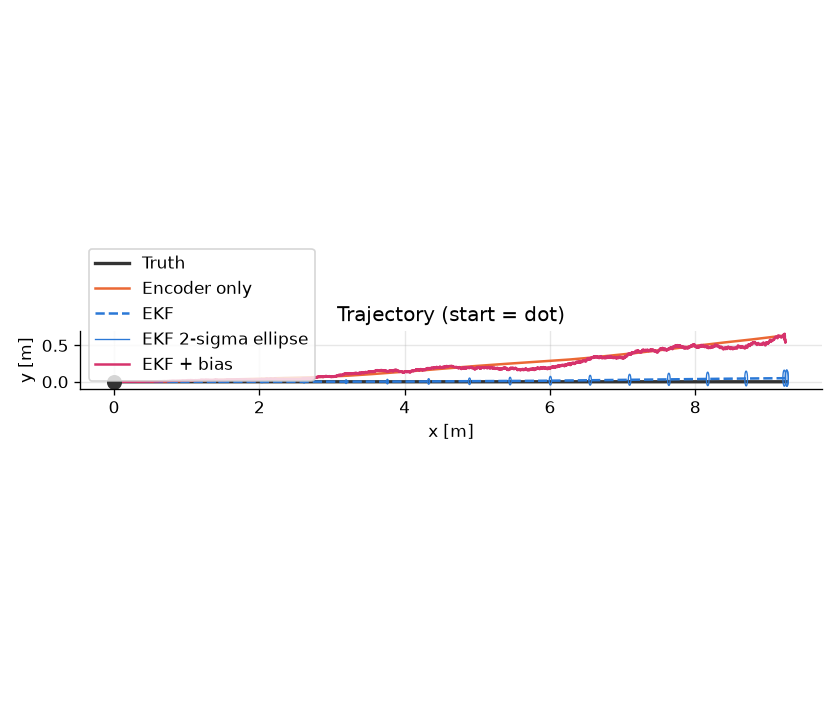 Truth
Encoder only
EKF
EKF 2-sigma ellipse
EKF + bias
Trajectory (start = dot)
y [m]
0.5
0.0
0 2 4 6 8
x [m]